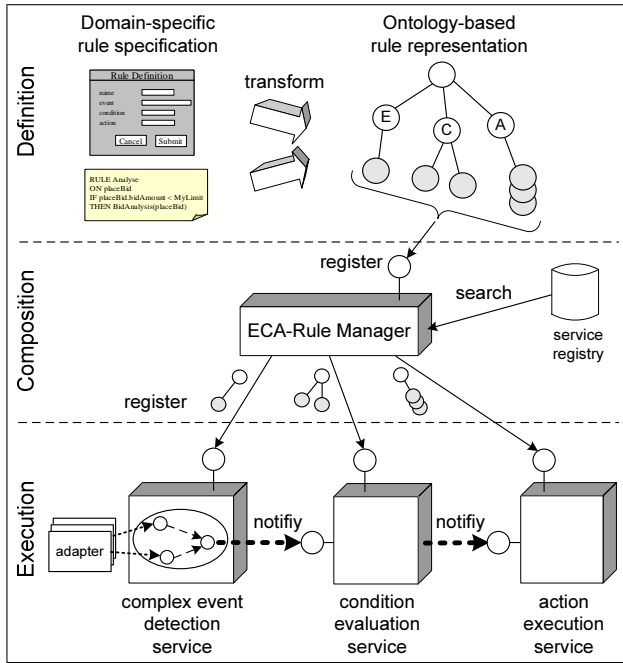 Domain-specific
rule specification
Ontology-based
rule representation
Definition
Rule Definition
name
event
condition
action
Cancel Submit
transform
E
C
A
RULE Analyse
ON placeBid
IF placeBid.bidAmount < MyLimit
THEN BidAnalysis(placeBid)
Composition
register
search
ECA-Rule Manager
service
registry
register
Execution
adapter
notifiy
notifiy
complex event
detection
service
condition
evaluation
service
action
execution
service